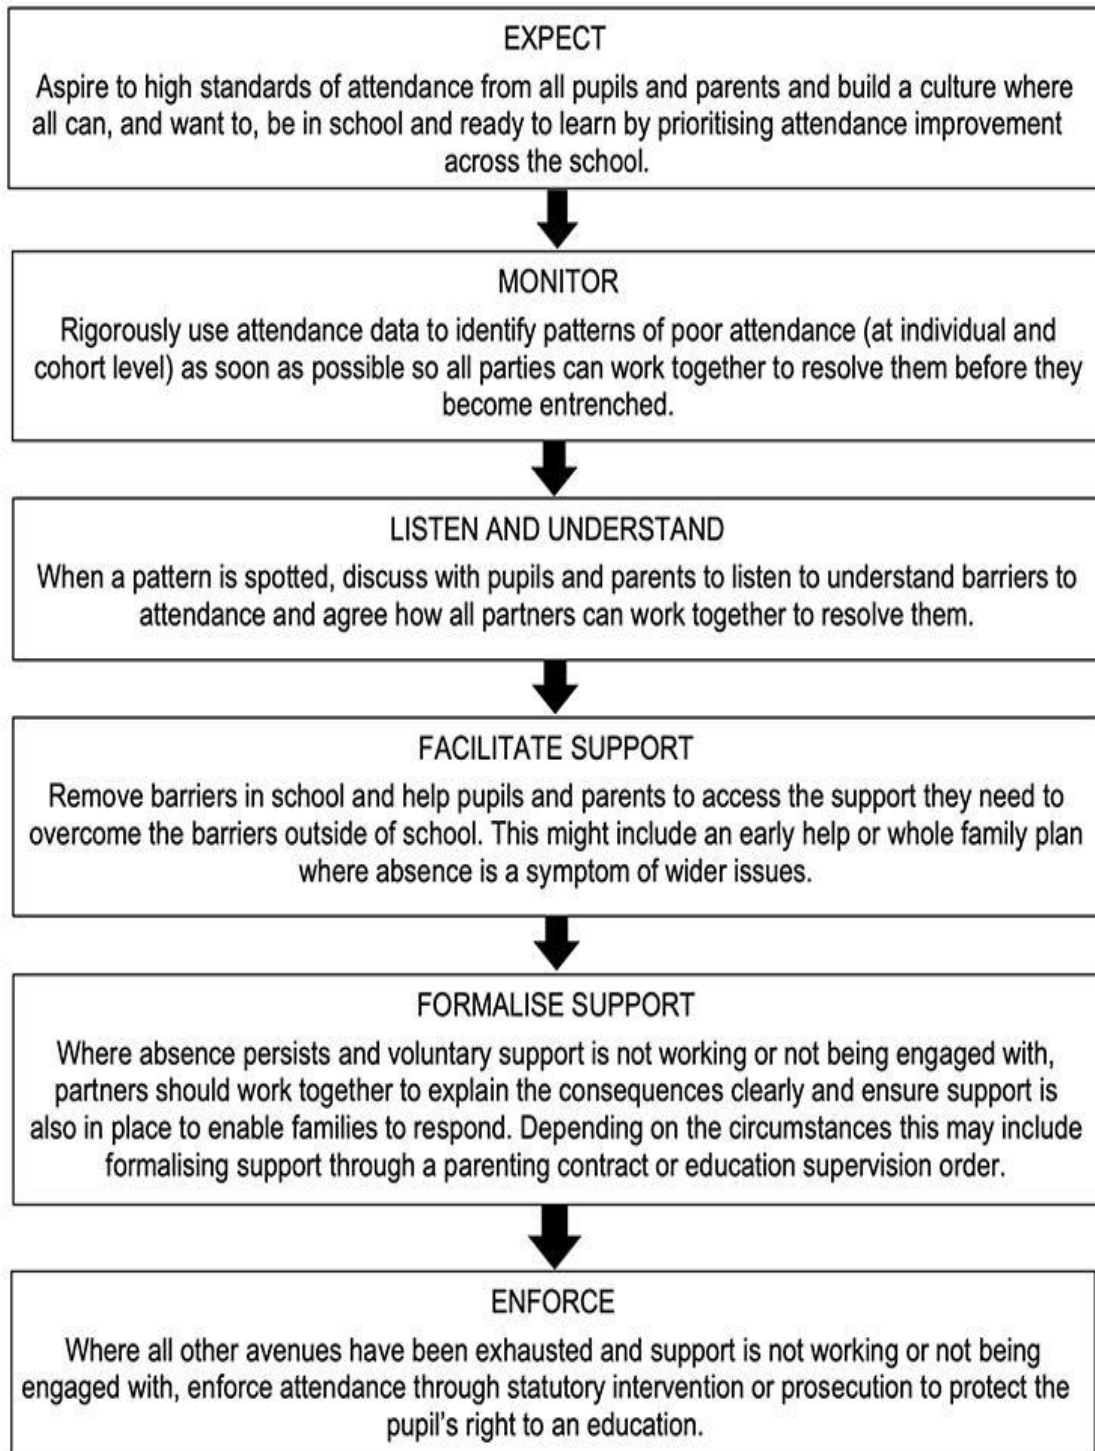 EXPECT
Aspire to high standards of attendance from all pupils and parents and build a culture where
all can, and want to, be in school and ready to learn by prioritising attendance improvement
across the school.
MONITOR
Rigorously use attendance data to identify patterns of poor attendance (at individual and
cohort level) as soon as possible so all parties can work together to resolve them before they
become entrenched.
LISTEN AND UNDERSTAND
When a pattern is spotted, discuss with pupils and parents to listen to understand barriers to
attendance and agree how all partners can work together to resolve them.
FACILITATE SUPPORT
Remove barriers in school and help pupils and parents to access the support they need to
overcome the barriers outside of school. This might include an early help or whole family plan
where absence is a symptom of wider issues.
FORMALISE SUPPORT
Where absence persists and voluntary support is not working or not being engaged with,
partners should work together to explain the consequences clearly and ensure support is
also in place to enable families to respond. Depending on the circumstances this may include
formalising support through a parenting contract or education supervision order.
ENFORCE
Where all other avenues have been exhausted and support is not working or not being
engaged with, enforce attendance through statutory intervention or prosecution to protect the
pupil's right to an education.